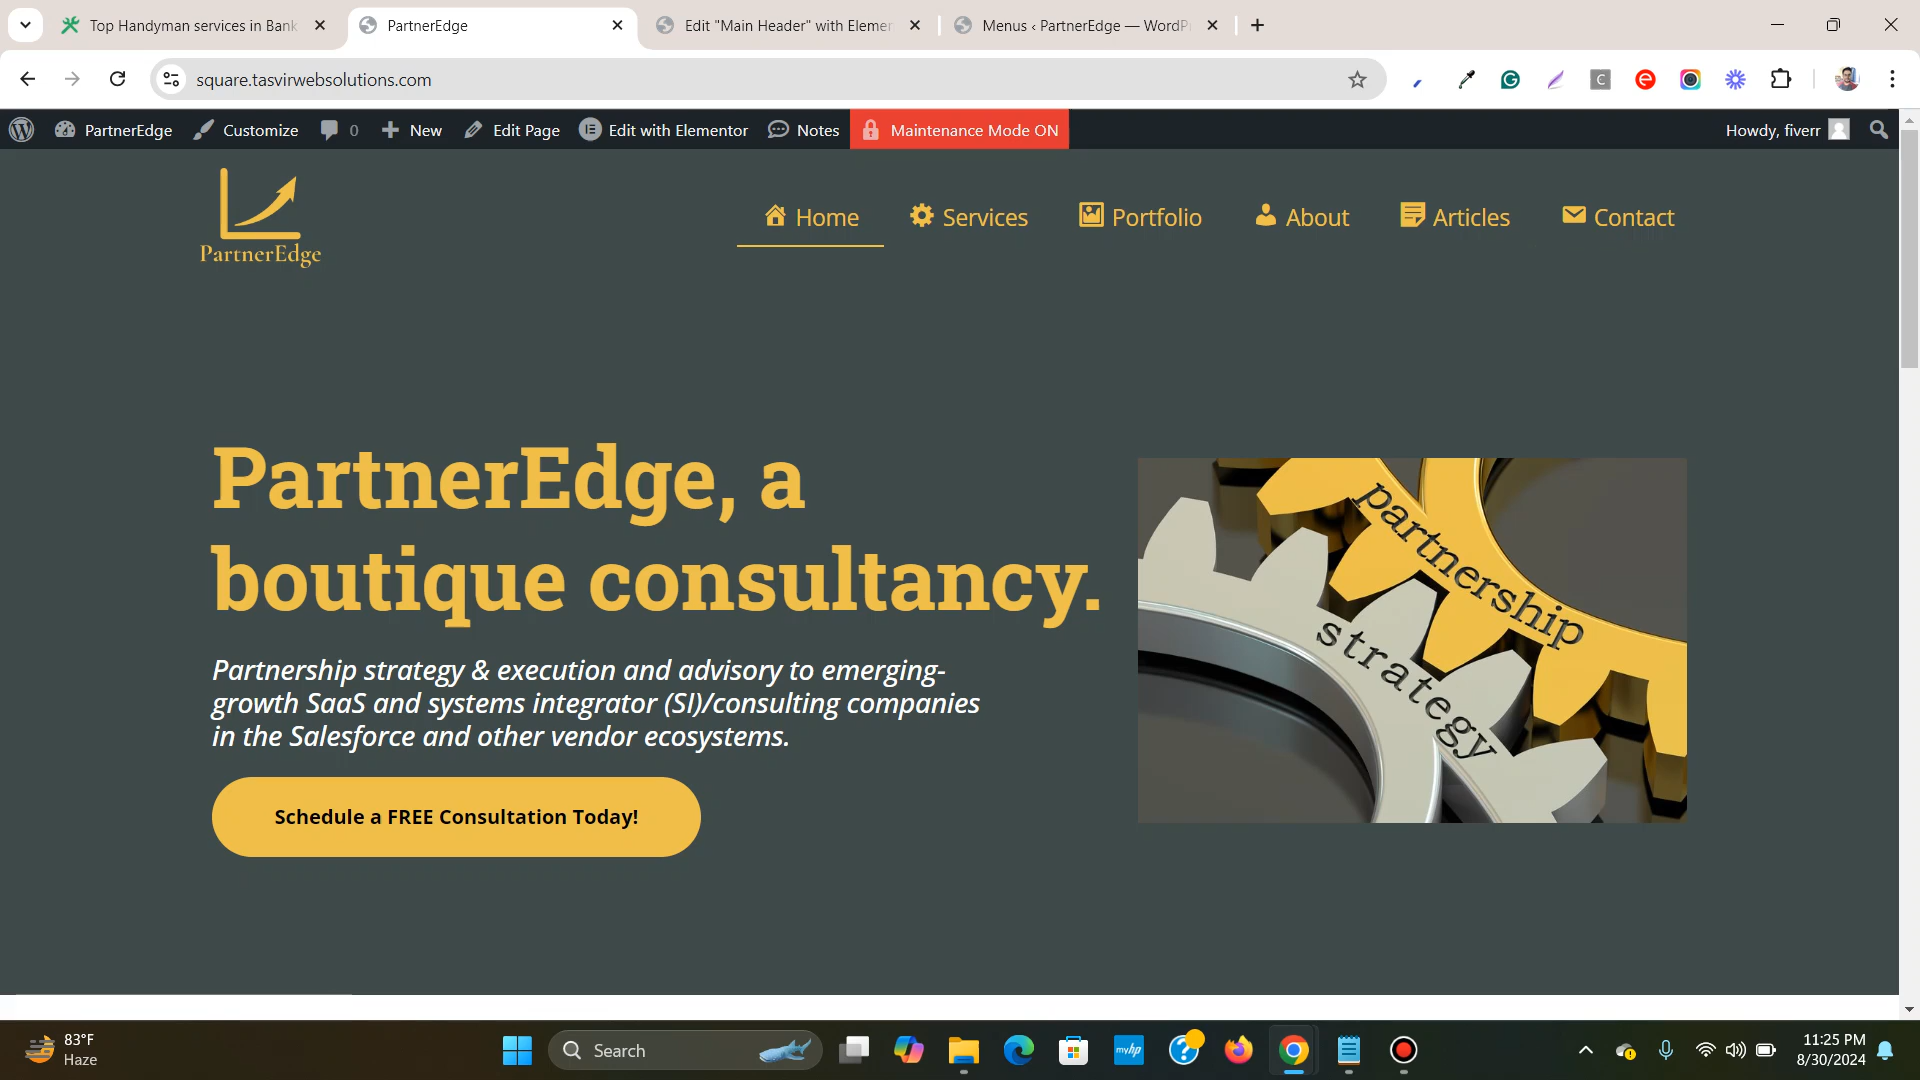 Top Handyman services in Bank
PartnerEdge
Edit "Main Header" with Elemen
Menus ‹ PartnerEdge — WordP
square.tasvirwebsolutions.com
PartnerEdge
Customize
0
New
Edit Page
Edit with Elementor
Notes
Maintenance Mode ON
Howdy, fiverr
PartnerEdge
Home
Services
Portfolio
About
Articles
Contact
PartnerEdge, a
boutique consultancy.
Partnership strategy & execution and advisory to emerging-
growth SaaS and systems integrator (SI)/consulting companies
in the Salesforce and other vendor ecosystems.
Schedule a FREE Consultation Today!
partnership
strategy
83°F
Haze
Search
myhp
11:25 PM
8/30/2024